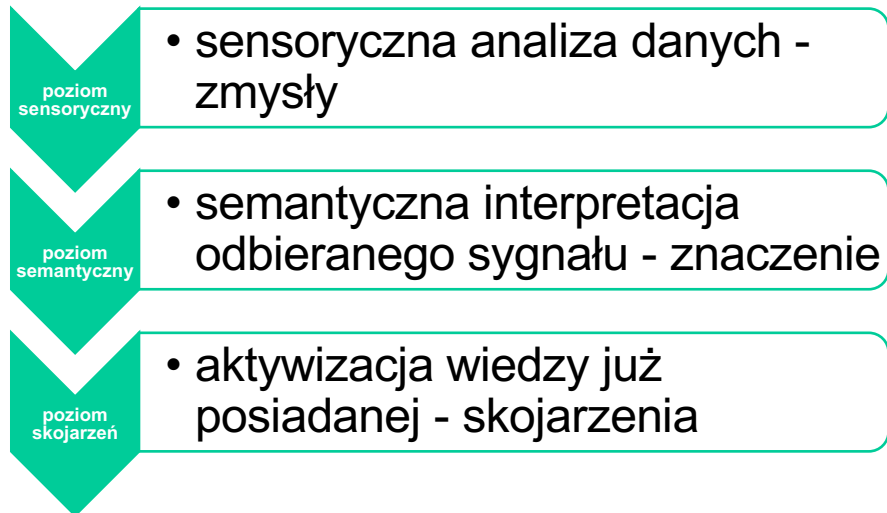 poziom
sensoryczny
• sensoryczna analiza danych -
zmysły
poziom
semantyczny
• semantyczna interpretacja
odbieranego sygnału - znaczenie
poziom
skojarzeń
• aktywizacja wiedzy już
posiadanej - skojarzenia